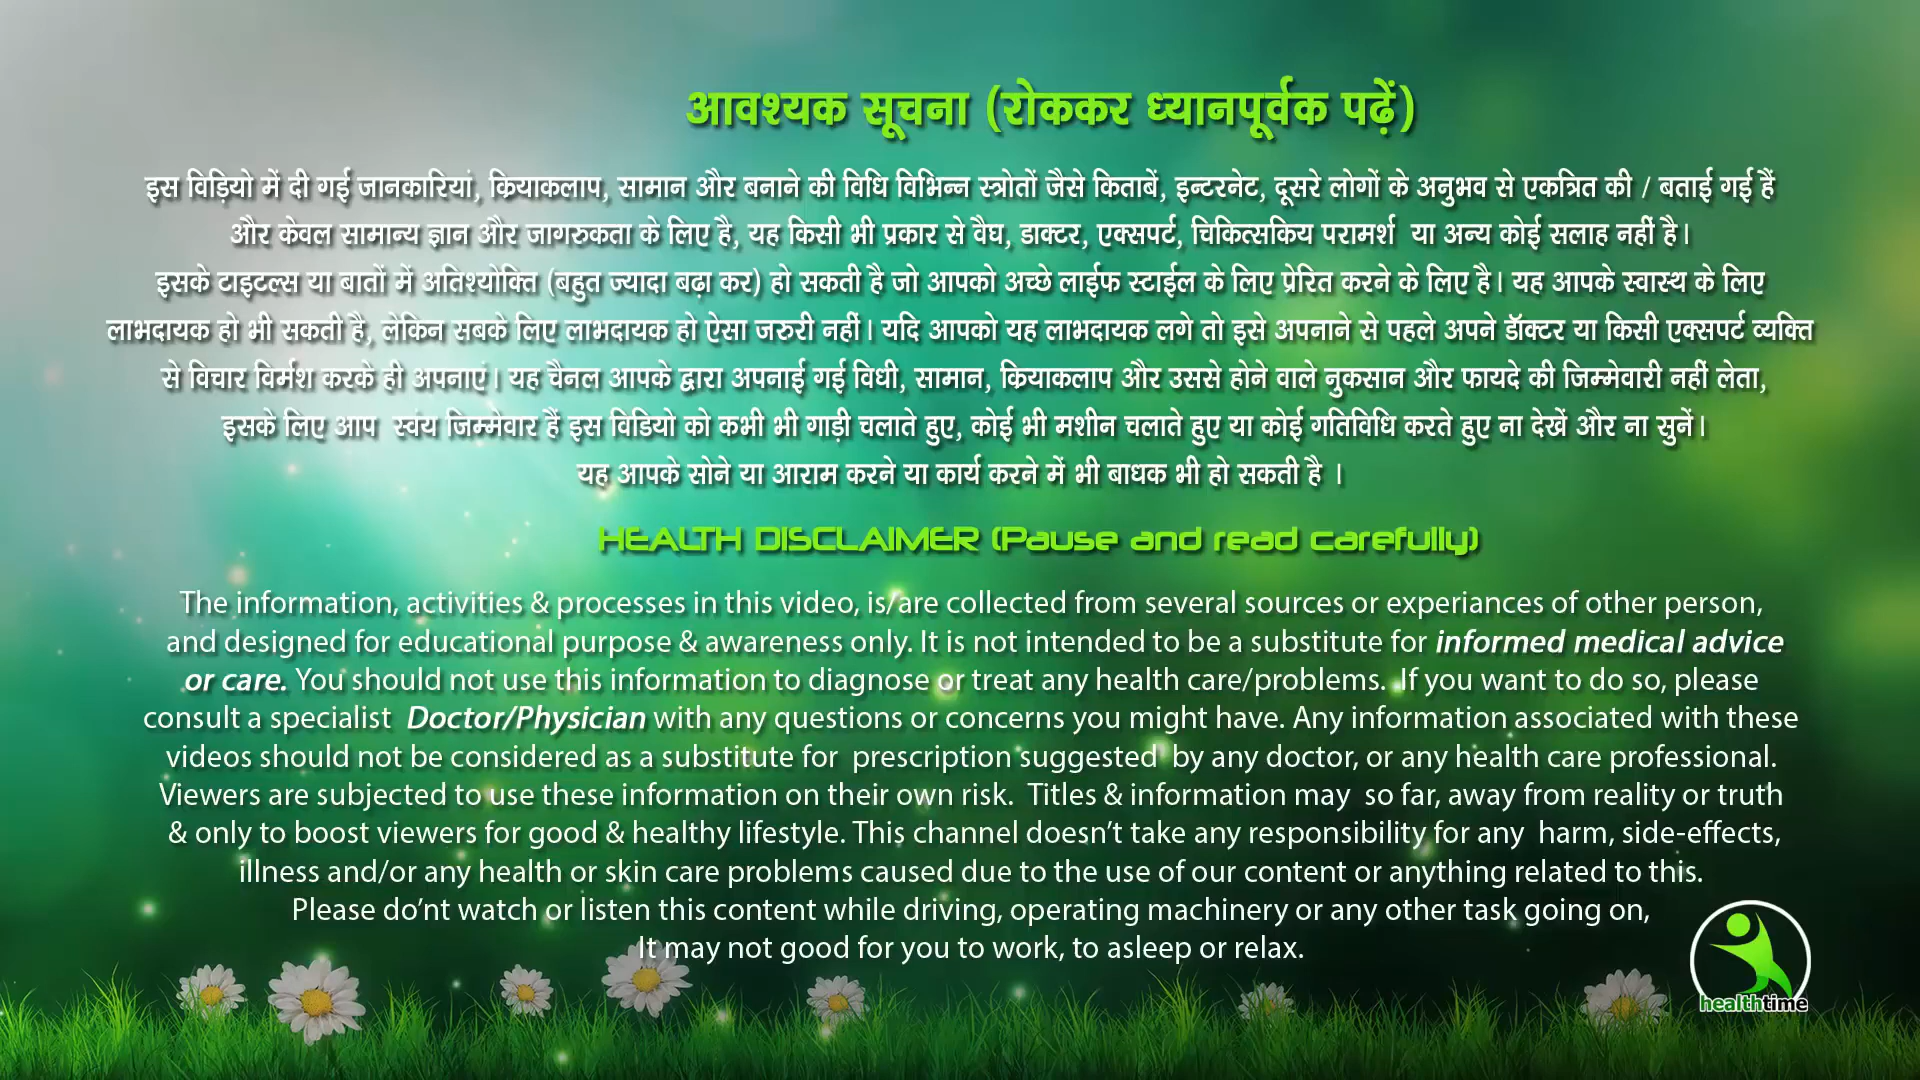 आवश्यक सूचना (रोककर ध्यानपूर्वक पढ़ें)
इस विड़ियो में दी गई जानकारियां, क्रियाकलाप, सामान और बनाने की विधि विभिन्न स्त्रोतों जैसे किताबें, इन्टरनेट, दूसरे लोगों के अनुभव से एकत्रित की / बताई गई हैं
और केवल सामान्य ज्ञान और जागरुकता के लिए है, यह किसी भी प्रकार से वैघ, डाक्टर, एक्सपर्ट, चिकित्सकिय परामर्श या अन्य कोई सलाह नहीं है।
इसके टाइटल्स या बातों में अतिश्योक्ति (बहुत ज्यादा बढ़ा कर) हो सकती है जो आपको अच्छे लाईफ स्टाईल के लिए प्रेरित करने के लिए है। यह आपके स्वास्थ के लिए
लाभदायक हो भी सकती है, लेकिन सबके लिए लाभदायक हो ऐसा जरुरी नहीं। यदि आपको यह लाभदायक लगे तो इसे अपनाने से पहले अपने डॅाक्टर या किसी एक्सपर्ट व्यक्ति
से विचार विर्मश करके ही अपनाएं। यह चैनल आपके द्वारा अपनाई गई विधी, सामान, क्रियाकलाप और उससे होने वाले नुकसान और फायदे की जिम्मेवारी नहीं लेता,
इसके लिए आप स्वंय जिम्मेवार हैं इस विडियो को कभी भी गाड़ी चलाते हुए, कोई भी मशीन चलाते हुए या कोई गतिविधि करते हुए ना देखें और ना सुनें।
यह आपके सोने या आराम करने या कार्य करने में भी बाधक भी हो सकती है ।
HEALTH DISCLAIMER (Pause and read carefully)
The information, activities & processes in this video, is/are collected from several sources or experiances of other person,
and designed for educational purpose & awareness only. It is not intended to be a substitute for informed medical advice
or care. You should not use this information to diagnose or treat any health care/problems. If you want to do so, please
consult a specialist Doctor/Physician with any questions or concerns you might have. Any information associated with these
videos should not be considered as a substitute for prescription suggested by any doctor, or any health care professional.
Viewers are subjected to use these information on their own risk. Titles & information may so far, away from reality or truth
& only to boost viewers for good & healthy lifestyle. This channel doesn't take any responsibility for any harm, side-effects,
illness and/or any health or skin care problems caused due to the use of our content or anything related to this.
Please do'nt watch or listen this content while driving, operating machinery or any other task going on,
It may not good for you to work, to asleep or relax.
healthtime